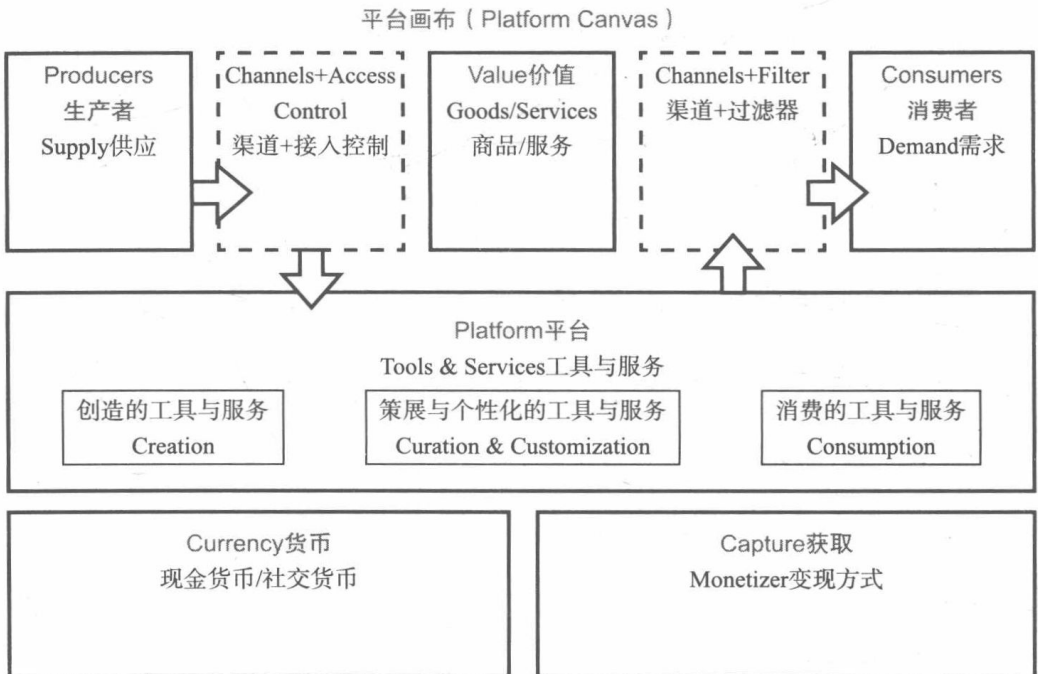 平台画布（Platform Canvas）
Producers
生产者
Supply供应
Channels+Access
Control
渠道+接入控制
Value价值
Goods/Services
商品/服务
Channels+Filter
渠道+过滤器
Consumers
消费者
Demand需求
Platform平台
Tools & Services工具与服务
创造的工具与服务
Creation
策展与个性化的工具与服务
Curation & Customization
消费的工具与服务
Consumption
Currency货币
现金货币/社交货币
Capture获取
Monetizer变现方式